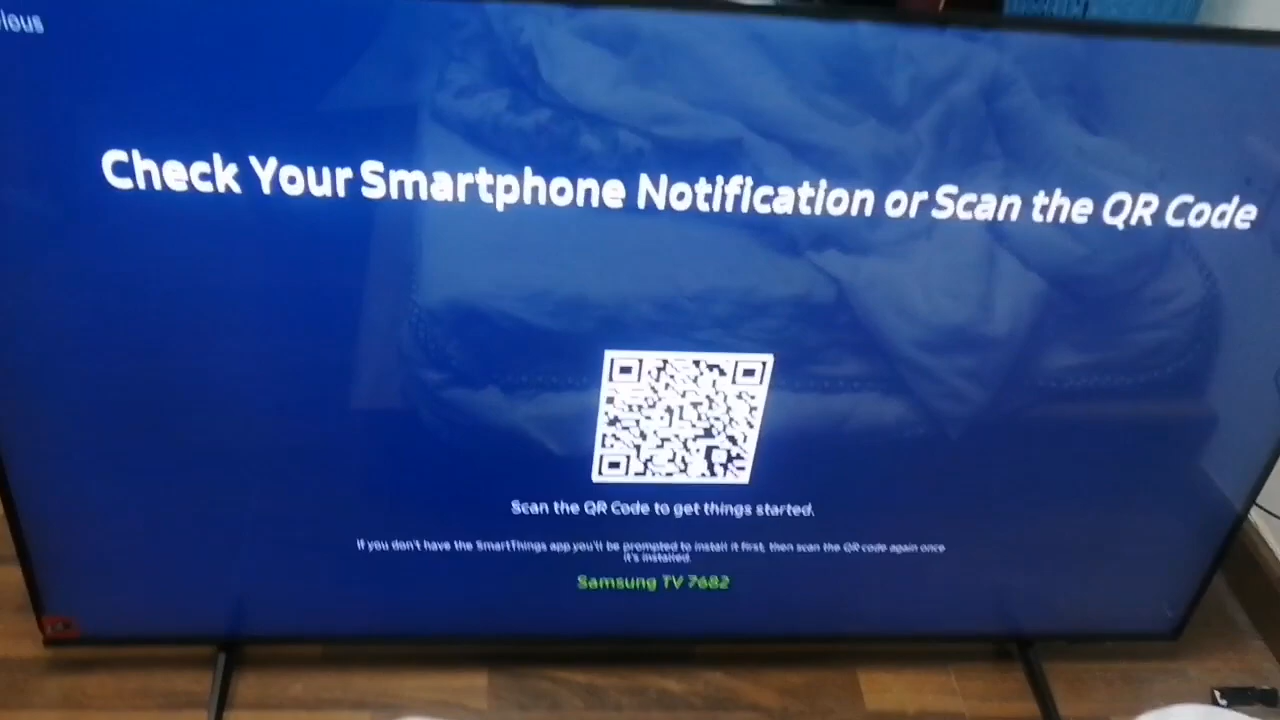 ious
Check Your Smartphone Notification or Scan the QR Code
Scan the QR Code to get things started.
If you don't have the SmartThings app you'll be prompted to install it first, then scan the QR code again once
it's installed.
Samsung TV 7682